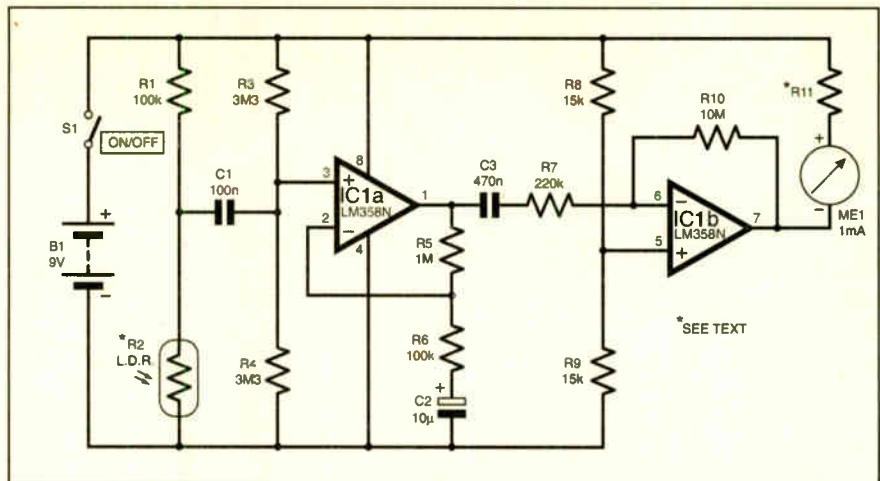 R1
100k
R3
3M3
R8
15k
R10
10M
*R11
S1
ON/OFF
C1
100n
3
+
8
IC1a
LM358N
1
2
−
4
C3
470n
R7
220k
6
−
IC1b
LM358N
7
5
+
+
ME1
−
1mA
B1
9V
+
−
R5
1M
*R2
L.D.R.
R4
3M3
R6
100k
*SEE TEXT
R9
15k
+
C2
10µ